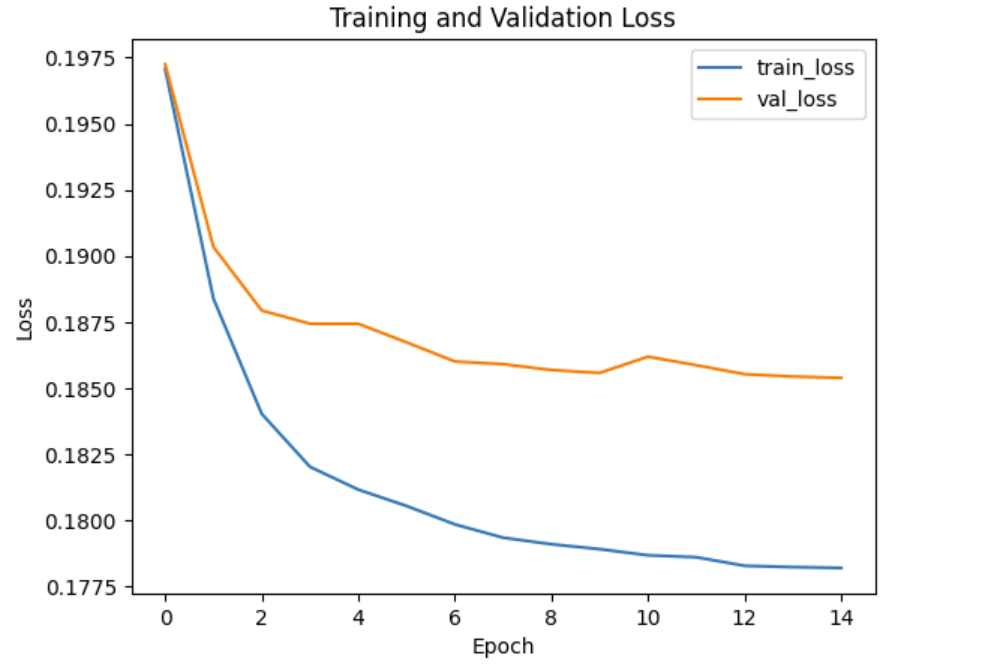 Training and Validation Loss
train_loss
val_loss
0.1975
0.1950
0.1925
0.1900
0.1875
0.1850
0.1825
0.1800
0.1775
Loss
0 2 4 6 8 10 12 14
Epoch